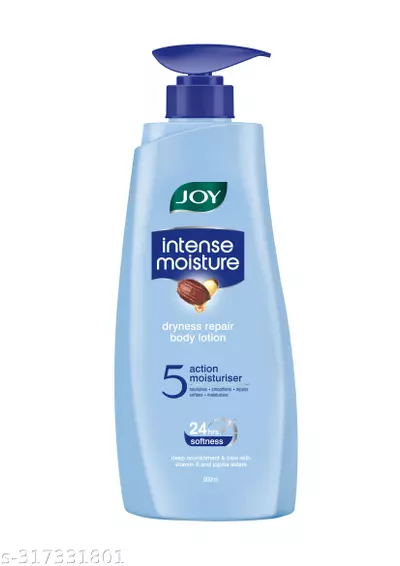 JOY
intense
moisture
dryness repair
body lotion
5 action
moisturiser
24 hrs
softness
deep nourishment & care with
vitamin E and jojoba
s-317331801